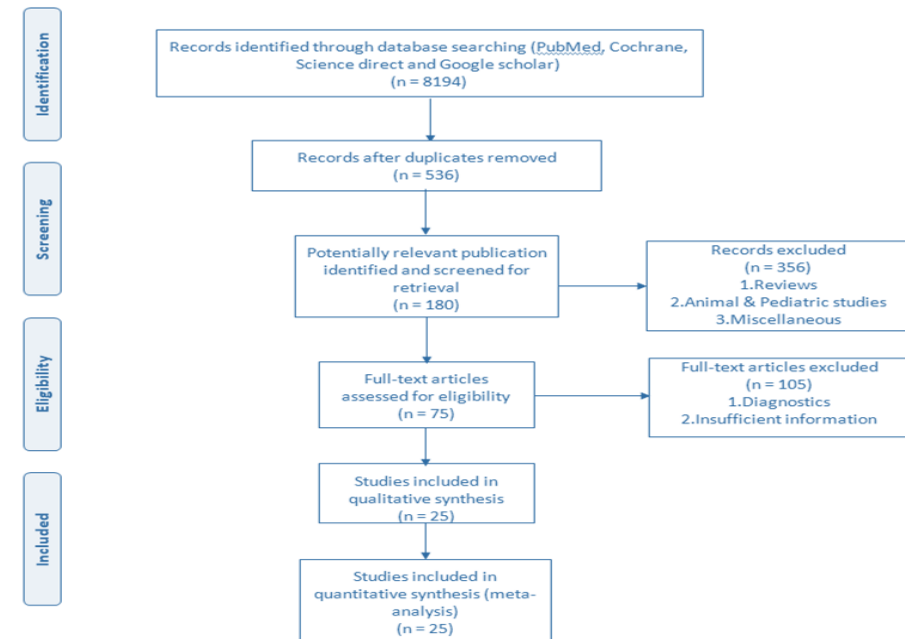 Identification
Records identified through database searching (PubMed, Cochrane,
Science direct and Google scholar)
(n = 8194)
Records after duplicates removed
(n = 536)
Screening
Potentially relevant publication
identified and screened for
retrieval
(n = 180)
Records excluded
(n = 356)
1.Reviews
2.Animal & Pediatric studies
3.Miscellaneous
Eligibility
Full-text articles
assessed for eligibility
(n = 75)
Full-text articles excluded
(n = 105)
1.Diagnostics
2.Insufficient information
Included
Studies included in
qualitative synthesis
(n = 25)
Studies included in
quantitative synthesis (meta-
analysis)
(n = 25)